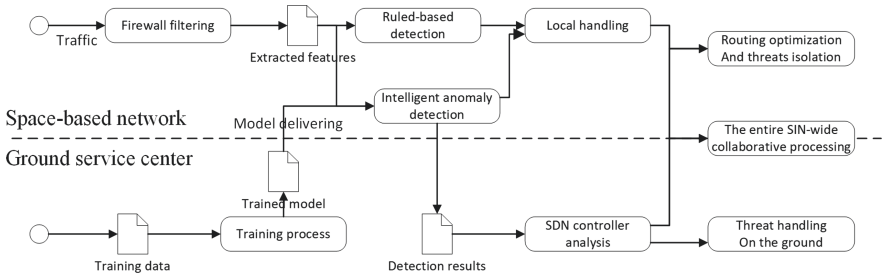 Traffic
Firewall filtering
Extracted features
Ruled-based
detection
Local handling
Routing optimization
And threats isolation
Intelligent anomaly
detection
Space-based network
Model delivering
The entire SIN-wide
collaborative processing
Ground service center
Trained model
Training data
Training process
Detection results
SDN controller
analysis
Threat handling
On the ground